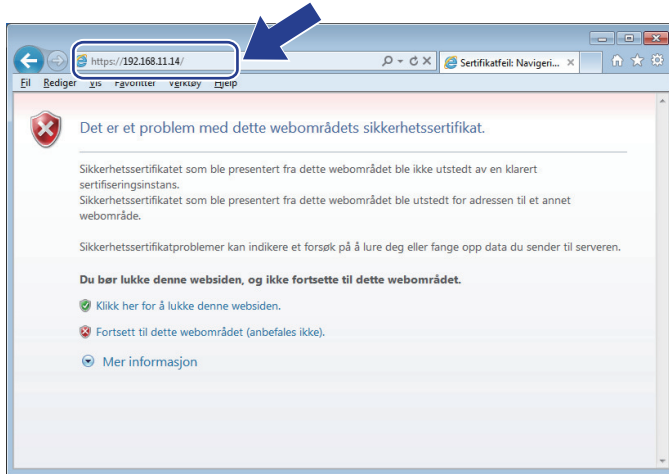 https://192.168.11.14/
Sertifikatfeil: Navigeri...
Fil Rediger Vis Favoritter Verktøy Hjelp
Det er et problem med dette webområdets sikkerhetssertifikat.
Sikkerhetssertifikatet som ble presentert fra dette webområdet ble ikke utstedt av en klarert
sertifiseringsinstans.
Sikkerhetssertifikatet som ble presentert fra dette webområdet ble utstedt for adressen til et annet
webområde.
Sikkerhetssertifikatproblemer kan indikere et forsøk på å lure deg eller fange opp data du sender til serveren.
Du bør lukke denne websiden, og ikke fortsette til dette webområdet.
Klikk her for å lukke denne websiden.
Fortsett til dette webområdet (anbefales ikke).
Mer informasjon